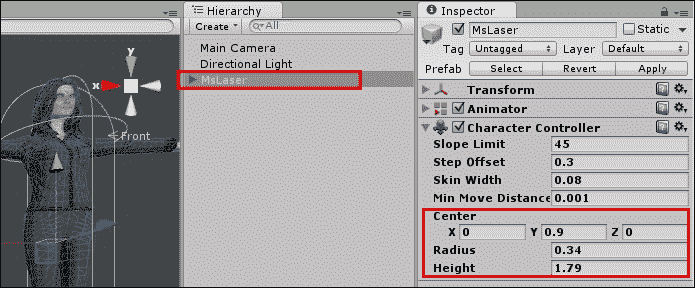 y
x
Front
Hierarchy
Create All
Main Camera
Directional Light
MsLaser
Inspector
MsLaser Static
Tag Untagged Layer Default
Prefab Select Revert Apply
Transform
Animator
Character Controller
Slope Limit 45
Step Offset 0.3
Skin Width 0.08
Min Move Distance 0.001
Center
X 0 Y 0.9 Z 0
Radius 0.34
Height 1.79